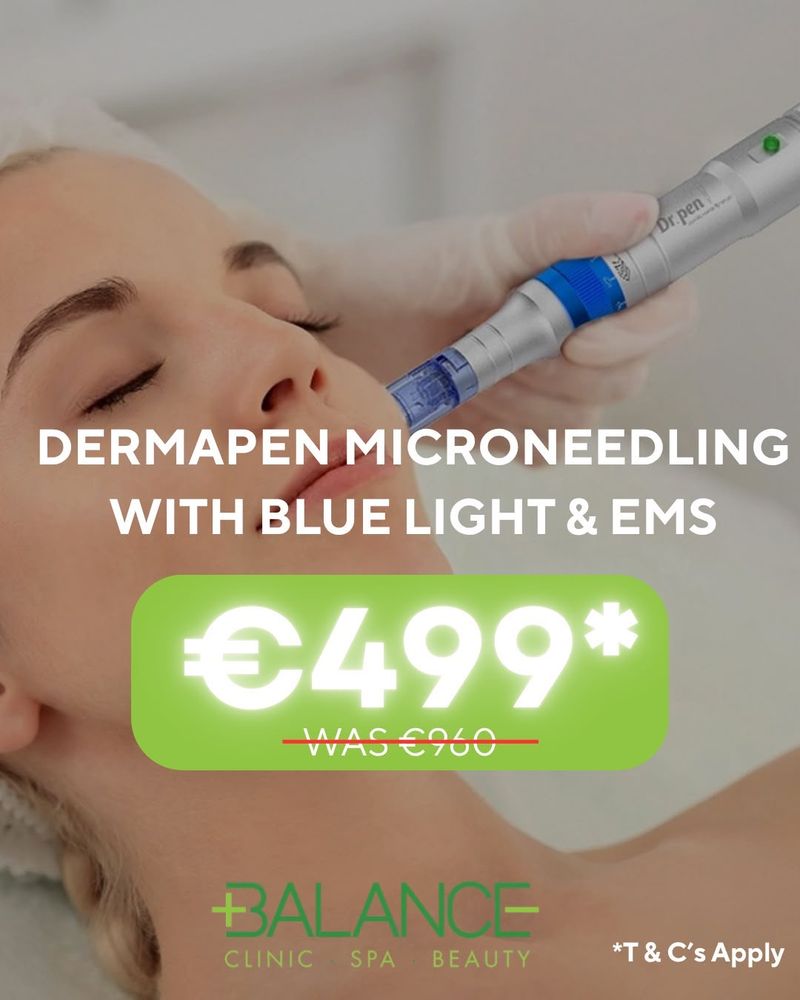 Dr.pen
DERMAPEN MICRONEEDLING
WITH BLUE LIGHT & EMS
€499*
WAS €960
BALANCE
CLINIC · SPA · BEAUTY
*T & C's Apply